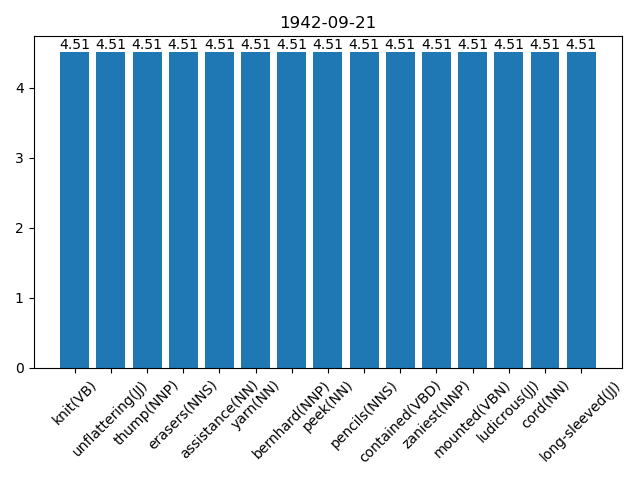 1942-09-21
4.51 4.51 4.51 4.51 4.51 4.51 4.51 4.51 4.51 4.51 4.51 4.51 4.51 4.51 4.51
4
3
2
1
0
knit(VB)
unflattering(JJ)
thump(NNP)
erasers(NNS)
assistance(NN)
yarn(NN)
bernhard(NNP)
peek(NN)
pencils(NNS)
contained(VBD)
zaniest(NNP)
mounted(VBN)
ludicrous(JJ)
cord(NN)
long-sleeved(JJ)